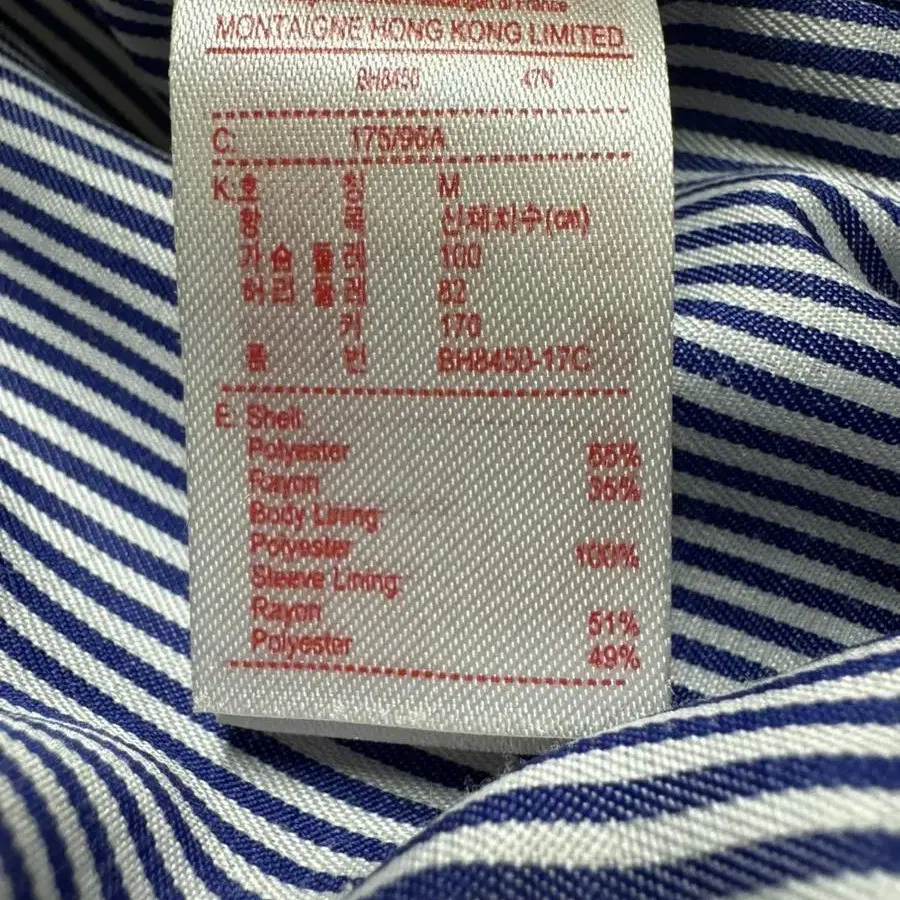 of France
MONTAIGNE HONG KONG LIMITED
BH8450 47N
C: 175/96A
K: 호 칭 M
항 목 신체치수(cm)
가 슴 둘 레 100
허 리 둘 레 82
키 170
품 번 BH8450-17C
E: Shell:
Polyester 65%
Rayon 35%
Body Lining:
Polyester 100%
Sleeve Lining:
Rayon 51%
Polyester 49%